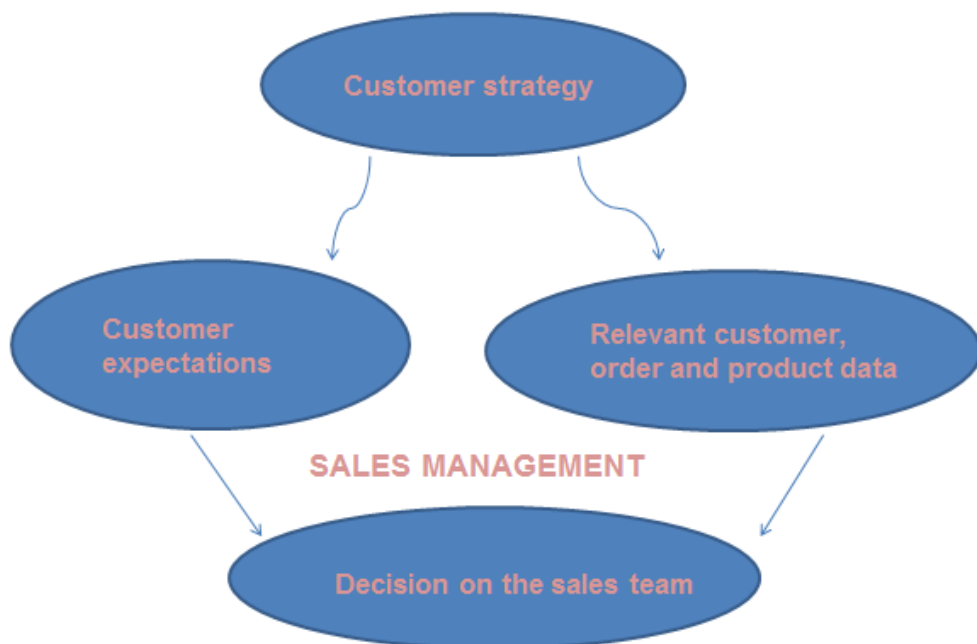 Customer strategy
Customer
expectations
Relevant customer,
order and product data
SALES MANAGEMENT
Decision on the sales team